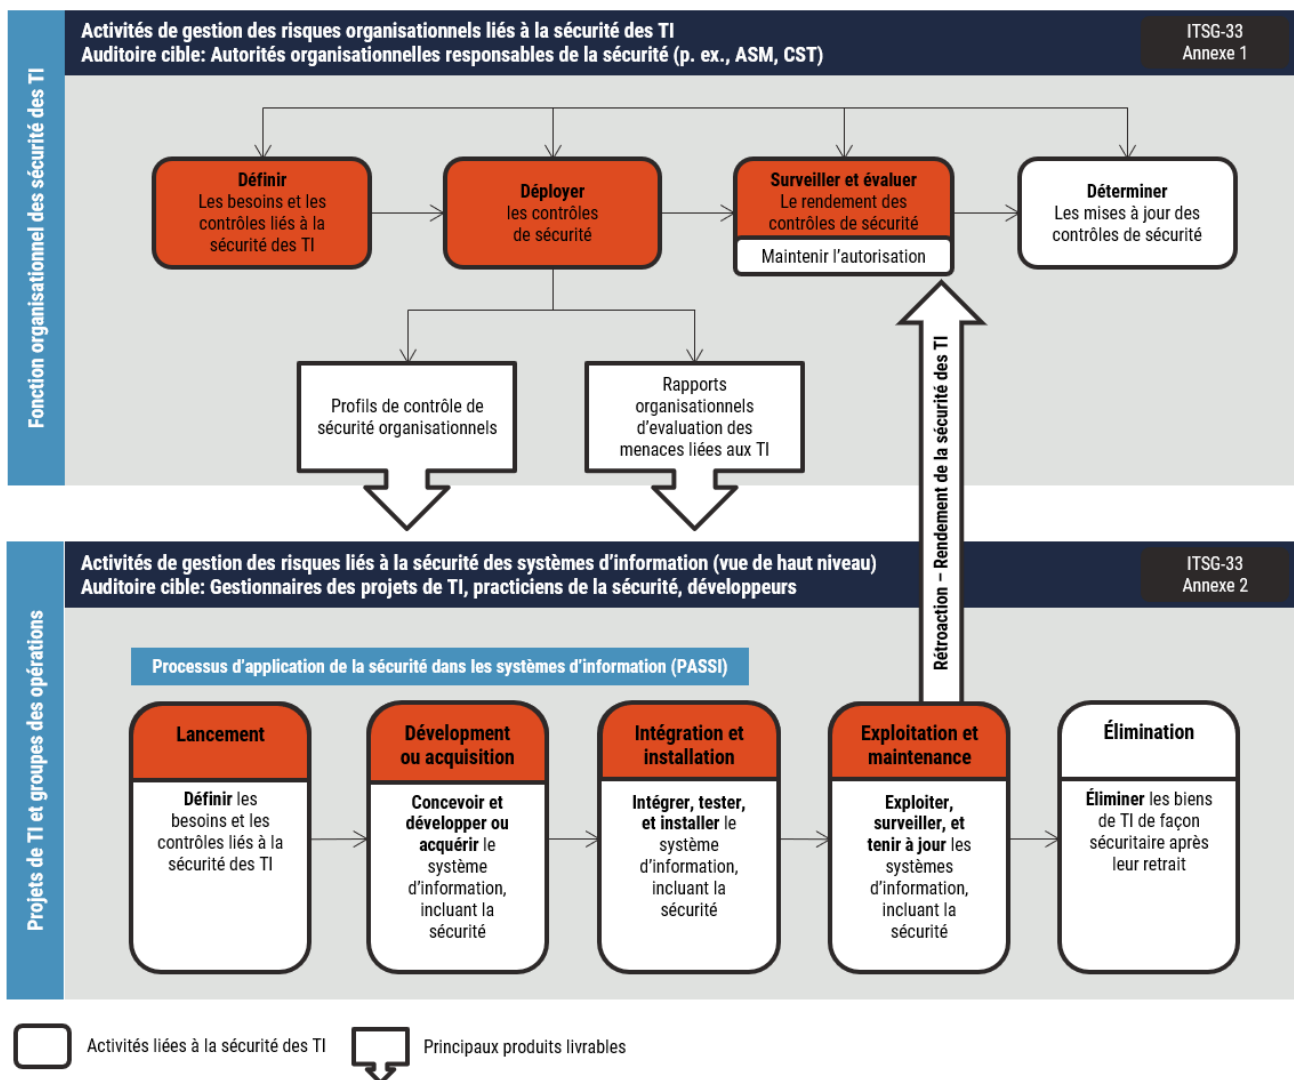 Fonction organisationnel des sécurité des TI
Activités de gestion des risques organisationnels liés à la sécurité des TI
Auditoire cible: Autorités organisationnelles responsables de la sécurité (p. ex., ASM, CST)
ITSG-33
Annexe 1
Définir
Les besoins et les
contrôles liés à la
sécurité des TI
Déployer
les contrôles
de sécurité
Surveiller et évaluer
Le rendement des
contrôles de sécurité
Maintenir l'autorisation
Déterminer
Les mises à jour des
contrôles de sécurité
Profils de contrôle de
sécurité organisationnels
Rapports
organisationnels
d'evaluation des
menaces liées aux TI
Rétroaction – Rendement de la sécurité des TI
Projets de TI et groupes des opérations
Activités de gestion des risques liés à la sécurité des systèmes d'information (vue de haut niveau)
Auditoire cible: Gestionnaires des projets de TI, practiciens de la sécurité, développeurs
ITSG-33
Annexe 2
Processus d'application de la sécurité dans les systèmes d'information (PASSI)
Lancement
Définir les
besoins et les
contrôles liés à la
sécurité des TI
Dévelopment
ou acquisition
Concevoir et
développer ou
acquérir le
système
d'information,
incluant la
sécurité
Intégration et
installation
Intégrer, tester,
et installer le
système
d'information,
incluant la
sécurité
Exploitation et
maintenance
Exploiter,
surveiller, et
tenir à jour les
systèmes
d'information,
incluant la
sécurité
Élimination
Éliminer les biens
de TI de façon
sécuritaire après
leur retrait
Activités liées à la sécurité des TI
Principaux produits livrables